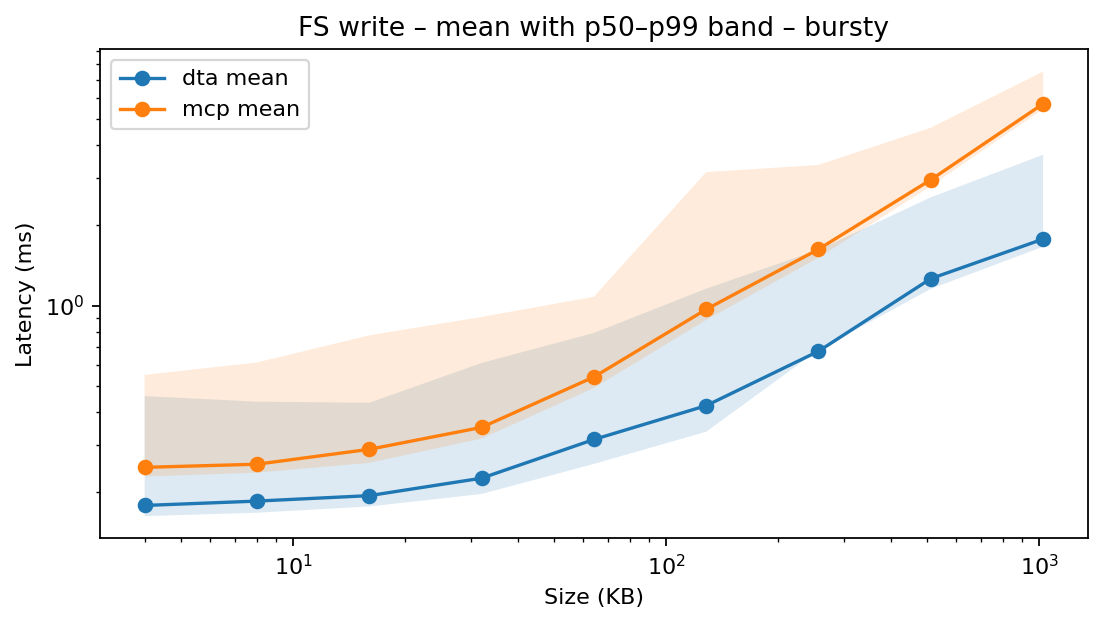 FS write – mean with p50–p99 band – bursty
dta mean
mcp mean
Latency (ms)
10⁰
10¹
10²
10³
Size (KB)